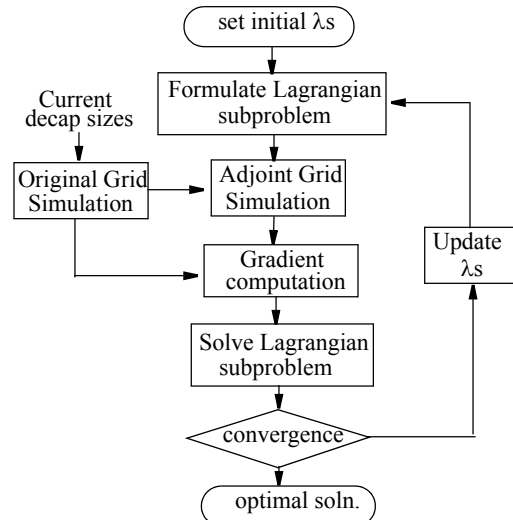 set initial λs
Formulate Lagrangian
subproblem
Current
decap sizes
Original Grid
Simulation
Adjoint Grid
Simulation
Gradient
computation
Update
λs
Solve Lagrangian
subproblem
convergence
optimal soln.